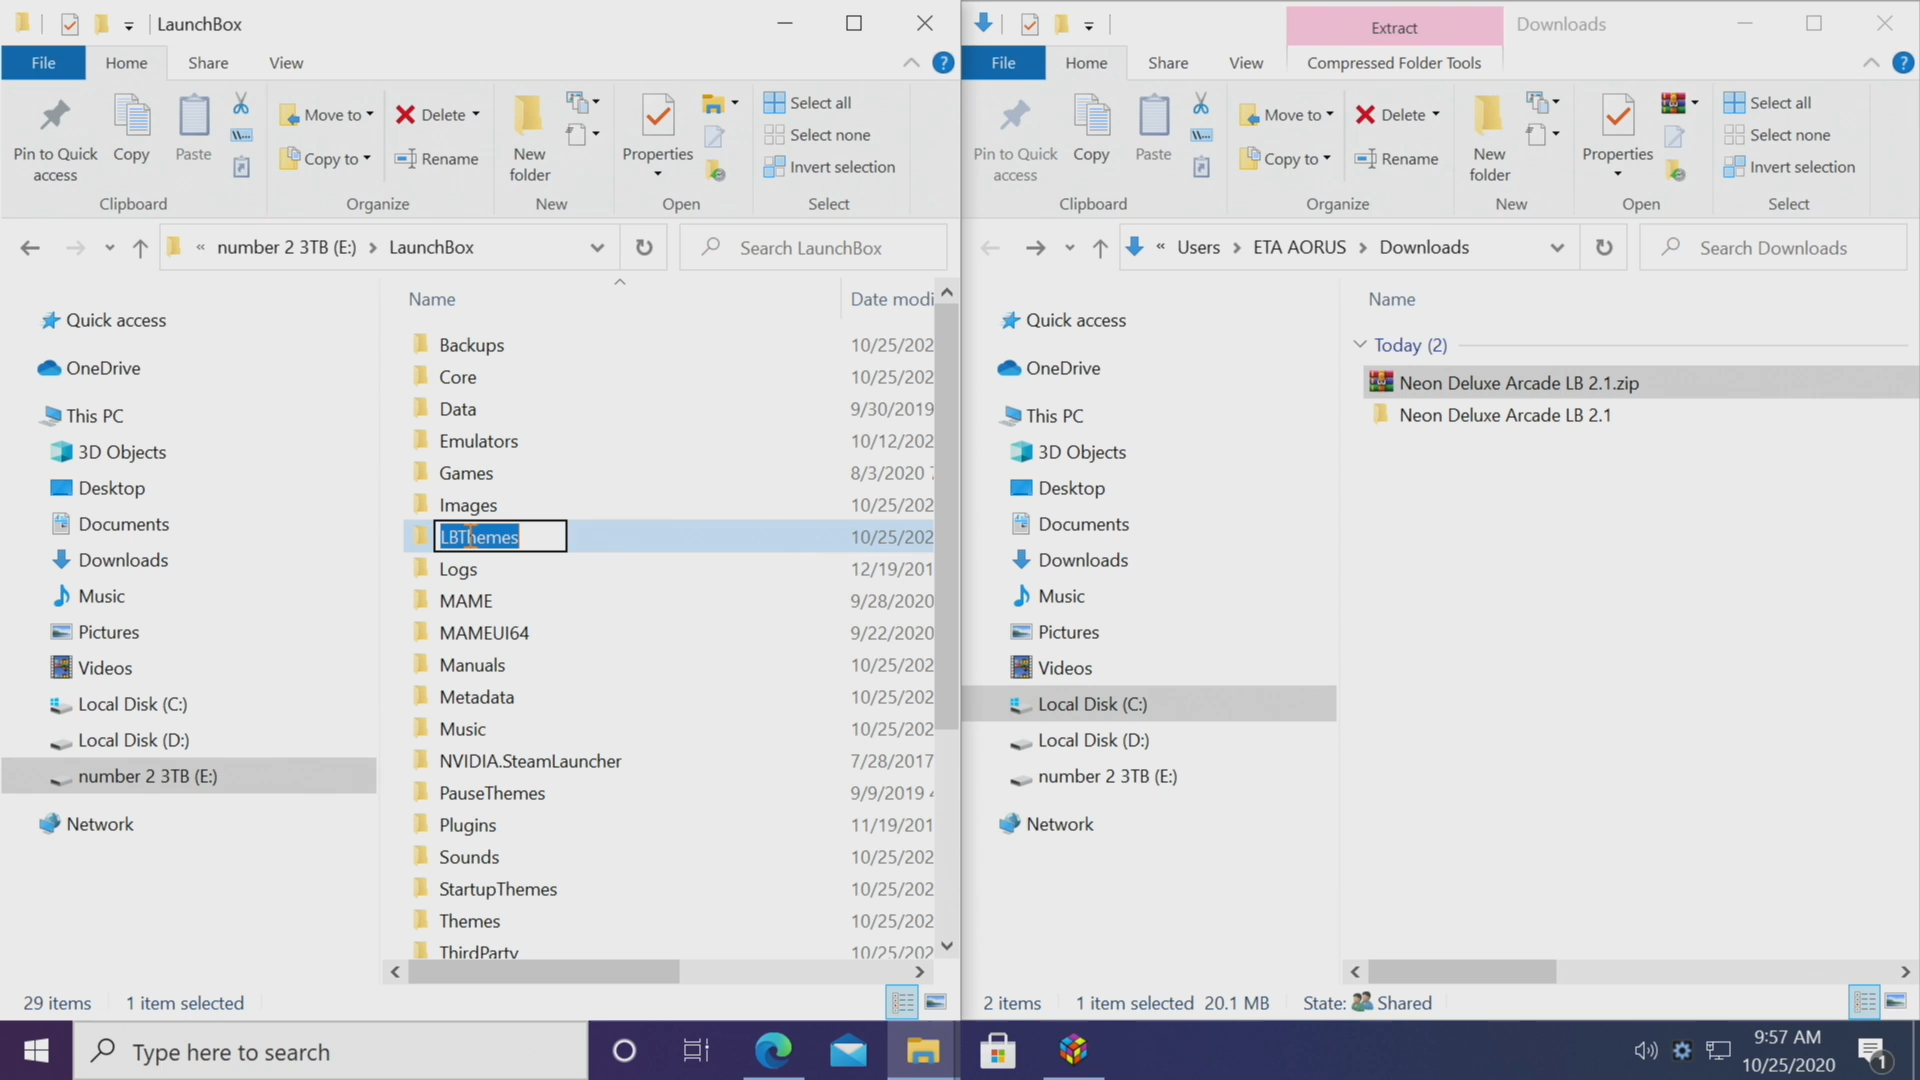 LaunchBox
File
Home
Share
View
Pin to Quick access
Copy
Paste
Move to
Copy to
Delete
Rename
New folder
Properties
Select all
Select none
Invert selection
Clipboard
Organize
New
Open
Select
« number 2 3TB (E:) > LaunchBox
Search LaunchBox
Quick access
OneDrive
This PC
3D Objects
Desktop
Documents
Downloads
Music
Pictures
Videos
Local Disk (C:)
Local Disk (D:)
number 2 3TB (E:)
Network
Name Date modi
Backups 10/25/202
Core 10/25/202
Data 9/30/2019
Emulators 10/12/202
Games 8/3/2020
Images 10/25/202
LBThemes 10/25/202
Logs 12/19/201
MAME 9/28/2020
MAMEUI64 9/22/2020
Manuals 10/25/202
Metadata 10/25/202
Music 10/25/202
NVIDIA.SteamLauncher 7/28/2017
PauseThemes 9/9/2019
Plugins 11/19/201
Sounds 10/25/202
StartupThemes 10/25/202
Themes 10/25/202
ThirdParty 10/25/202
29 items 1 item selected
Extract
Downloads
File
Home
Share
View
Compressed Folder Tools
Pin to Quick access
Copy
Paste
Move to
Copy to
Delete
Rename
New folder
Properties
Select all
Select none
Invert selection
Clipboard
Organize
New
Open
Select
« Users > ETA AORUS > Downloads
Search Downloads
Quick access
OneDrive
This PC
3D Objects
Desktop
Documents
Downloads
Music
Pictures
Videos
Local Disk (C:)
Local Disk (D:)
number 2 3TB (E:)
Network
Name
Today (2)
Neon Deluxe Arcade LB 2.1.zip
Neon Deluxe Arcade LB 2.1
2 items 1 item selected 20.1 MB State: Shared
Type here to search
9:57 AM
10/25/2020
1